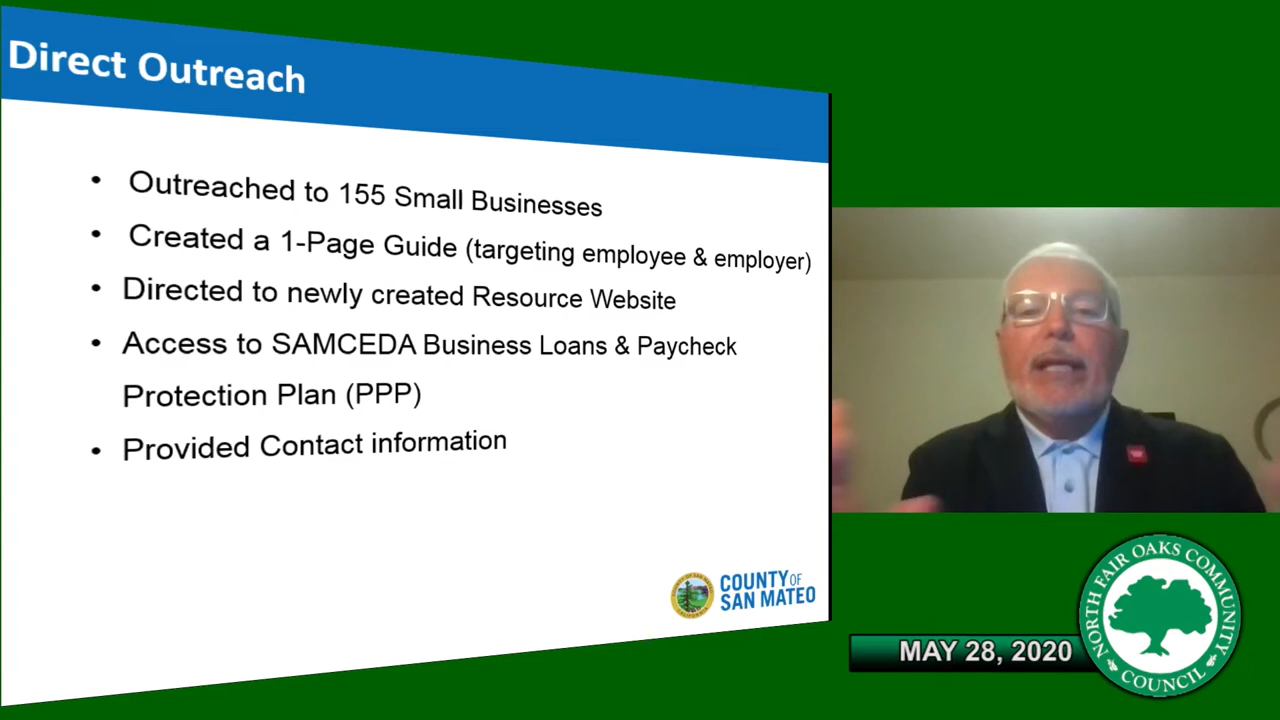 Direct Outreach
• Outreached to 155 Small Businesses
• Created a 1-Page Guide (targeting employee & employer)
• Directed to newly created Resource Website
• Access to SAMCEDA Business Loans & Paycheck
Protection Plan (PPP)
• Provided Contact information
COUNTY OF
SAN MATEO
MAY 28, 2020
NORTH FAIR OAKS COMMUNITY
COUNCIL